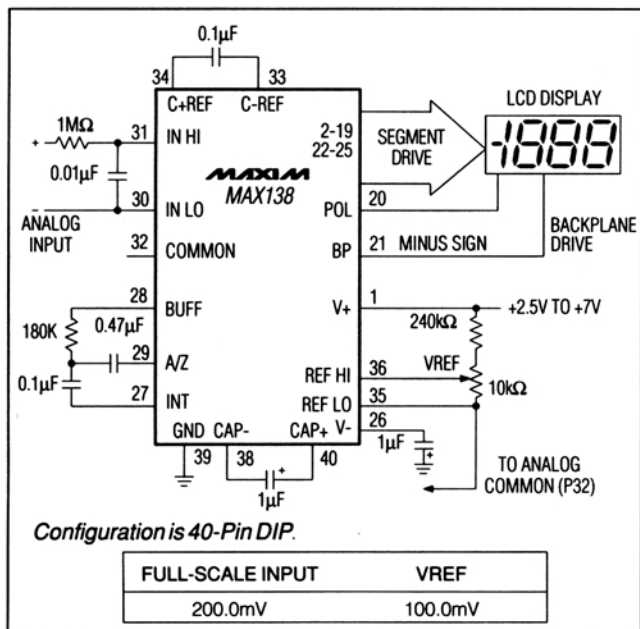 0.1µF
34 33
C+REF C-REF
LCD DISPLAY
1MΩ
+ 31 IN HI
2-19
22-25
SEGMENT
DRIVE
-1888
0.01µF
MAXIM
MAX138
− 30 IN LO
POL 20
ANALOG
INPUT
32 COMMON
BP 21 MINUS SIGN
BACKPLANE
DRIVE
28 BUFF
V+ 1
+2.5V TO +7V
180K
0.47µF
240kΩ
29 A/Z
REF HI 36 VREF
10kΩ
0.1µF
27 INT
REF LO 35
V- 26
1µF
+
GND CAP- CAP+
39 38 40
+
1µF
TO ANALOG
COMMON (P32)
Configuration is 40-Pin DIP.
FULL-SCALE INPUT VREF
200.0mV 100.0mV